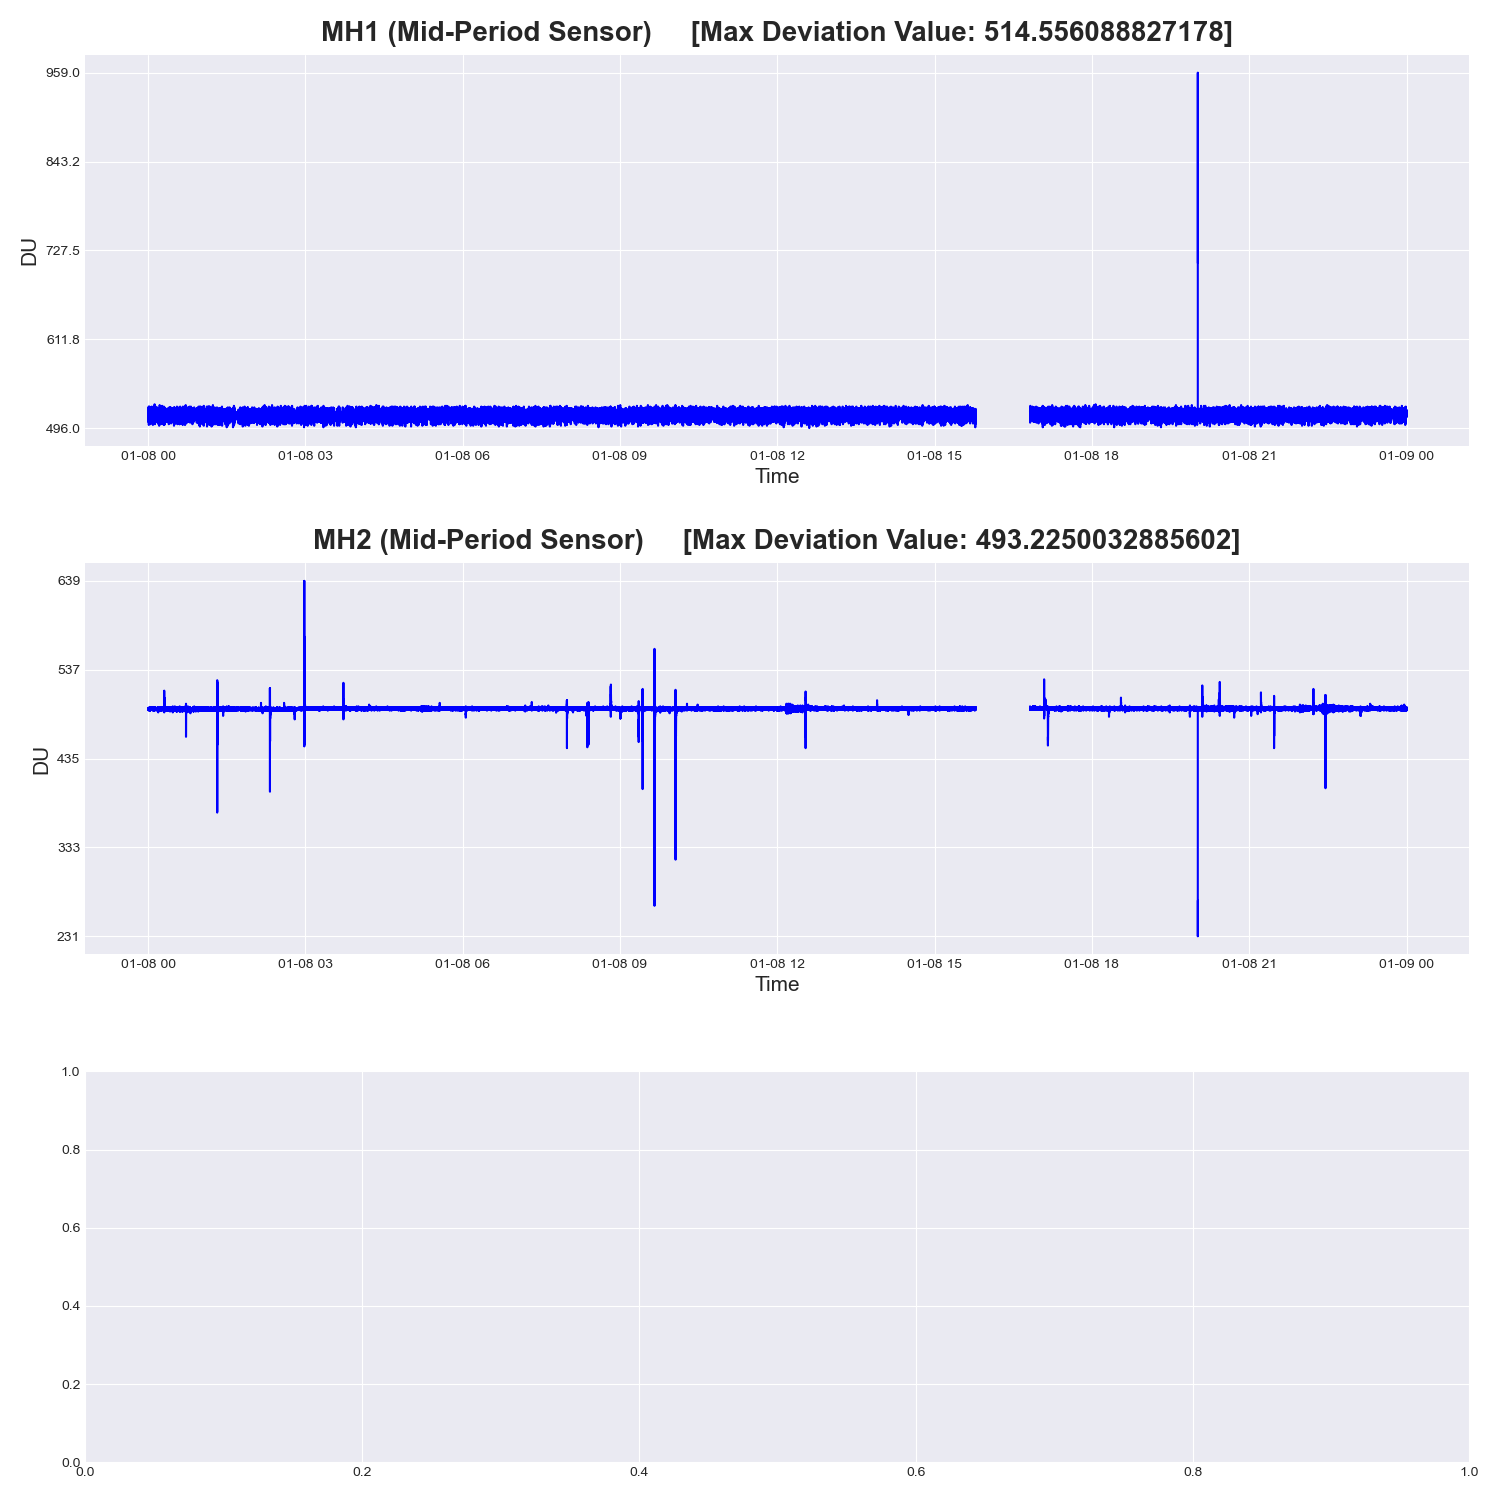 MH1 (Mid-Period Sensor) [Max Deviation Value: 514.556088827178]
959.0
843.2
727.5
611.8
496.0
DU
01-08 00 01-08 03 01-08 06 01-08 09 01-08 12 01-08 15 01-08 18 01-08 21 01-09 00
Time
MH2 (Mid-Period Sensor) [Max Deviation Value: 493.2250032885602]
639
537
435
333
231
DU
01-08 00 01-08 03 01-08 06 01-08 09 01-08 12 01-08 15 01-08 18 01-08 21 01-09 00
Time
1.0
0.8
0.6
0.4
0.2
0.0
0.0 0.2 0.4 0.6 0.8 1.0